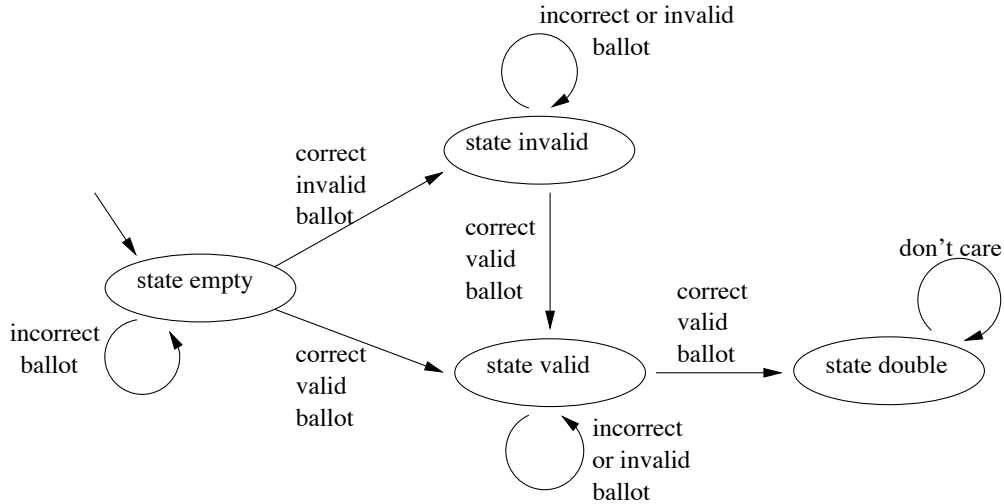 incorrect or invalid
ballot
state invalid
correct
invalid
ballot
correct
valid
ballot
don't care
state empty
correct
valid
ballot
incorrect
ballot
correct
valid
ballot
state valid
state double
incorrect
or invalid
ballot